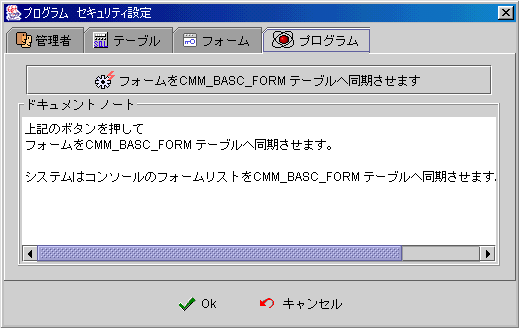 プログラム セキュリティ設定
管理者 テーブル フォーム プログラム
フォームをCMM_BASC_FORM テーブルへ同期させます
ドキュメント ノート
上記のボタンを押して
フォームをCMM_BASC_FORM テーブルへ同期させます。
システムはコンソールのフォームリストをCMM_BASC_FORM テーブルへ同期させます.
Ok キャンセル